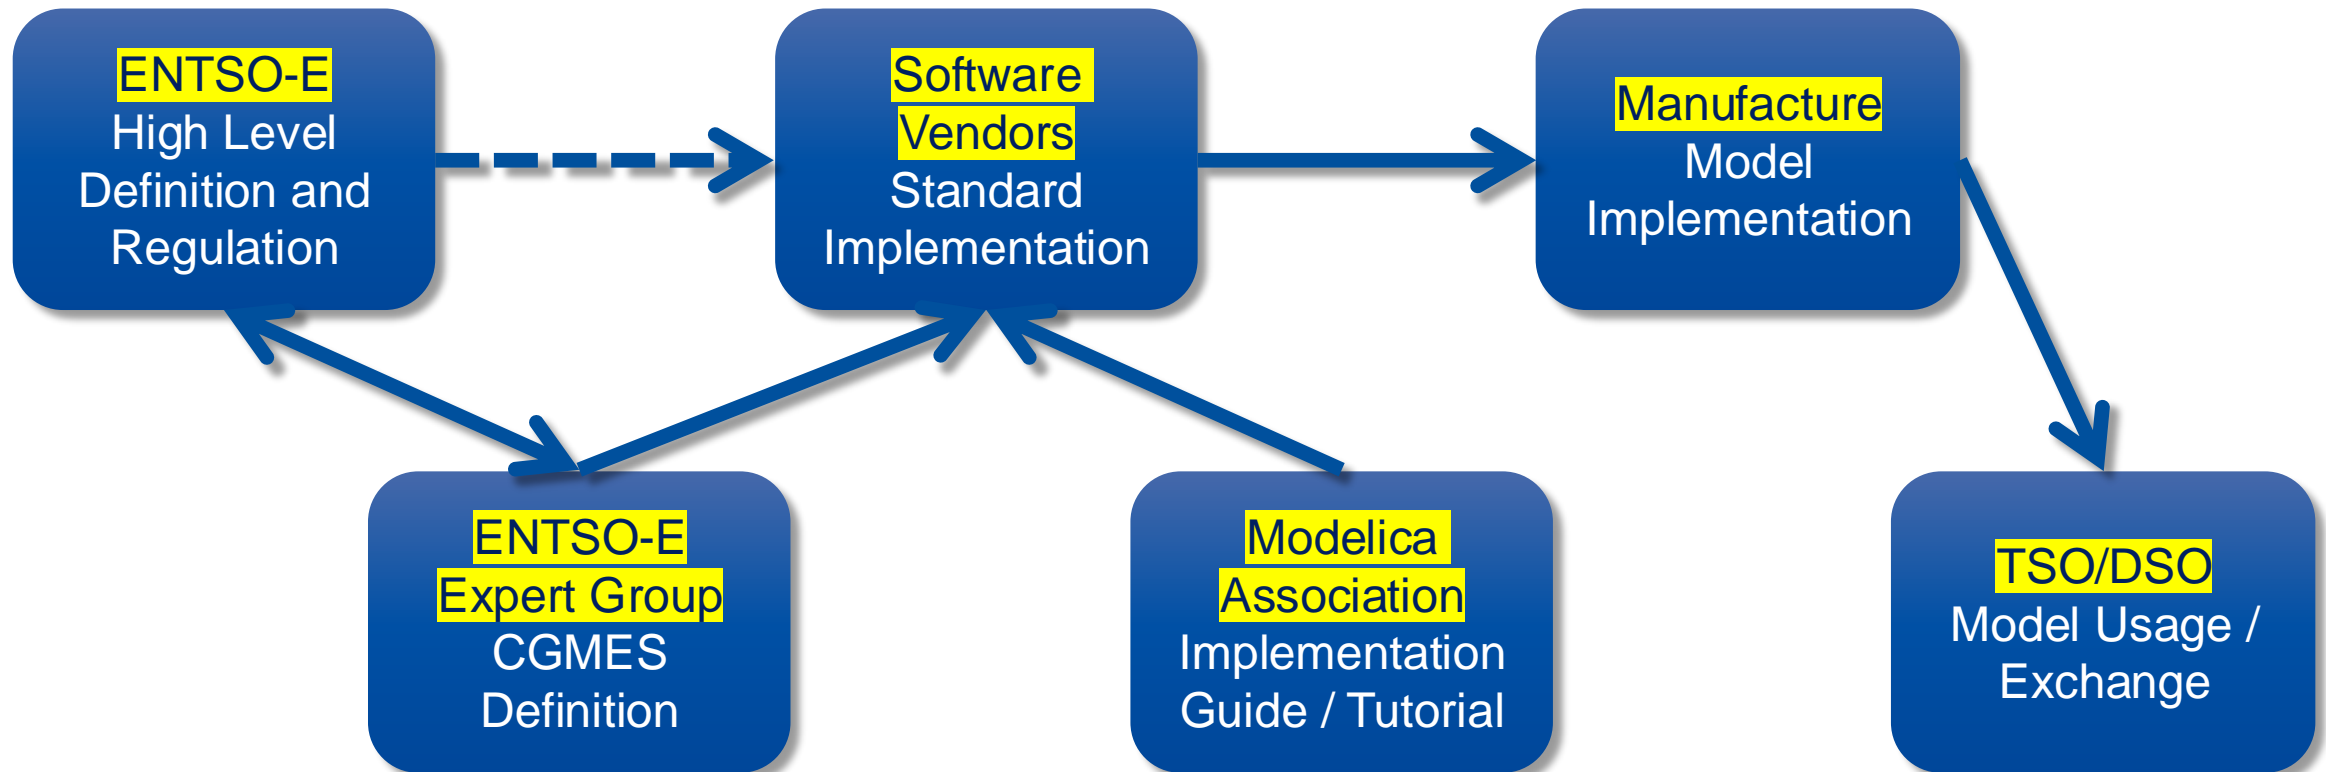 ENTSO-E
High Level
Definition and
Regulation
Software
Vendors
Standard
Implementation
Manufacture
Model
Implementation
ENTSO-E
Expert Group
CGMES
Definition
Modelica
Association
Implementation
Guide / Tutorial
TSO/DSO
Model Usage /
Exchange